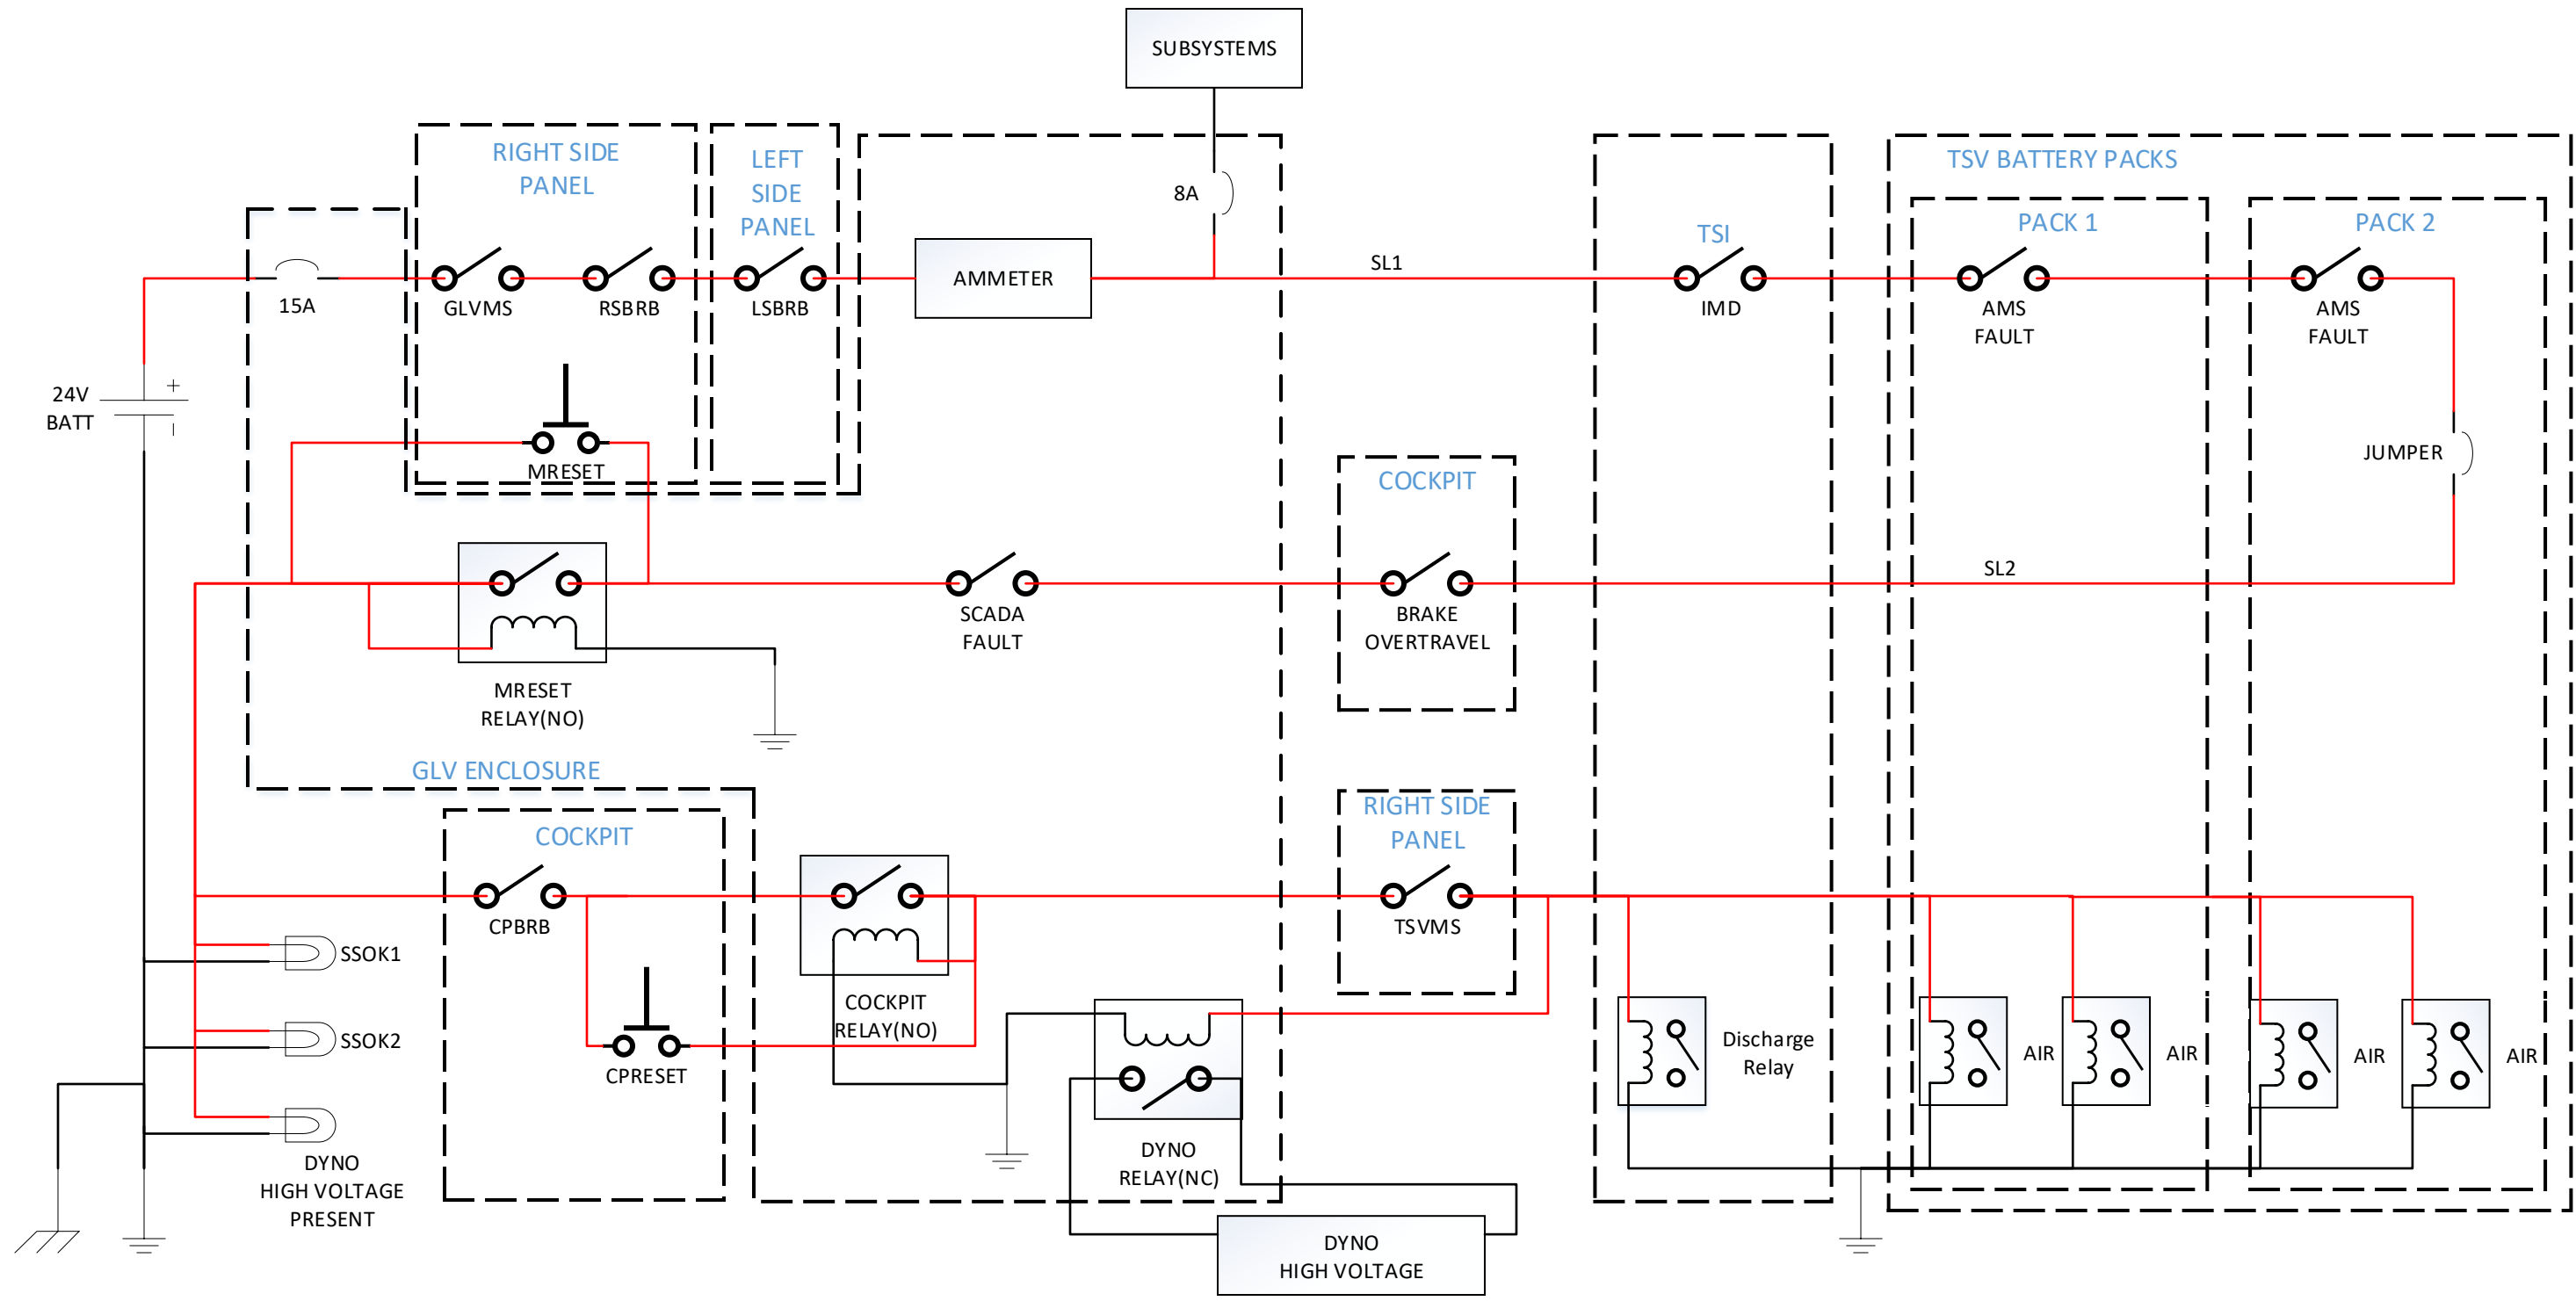 SUBSYSTEMS
RIGHT SIDE
PANEL
LEFT
SIDE
PANEL
TSV BATTERY PACKS
8A
PACK 1
PACK 2
TSI
SL1
AMMETER
15A
GLVMS
RSBRB
LSBRB
IMD
AMS
FAULT
AMS
FAULT
24V
BATT
+
-
MRESET
COCKPIT
JUMPER
SL2
SCADA
FAULT
BRAKE
OVERTRAVEL
MRESET
RELAY(NO)
GLV ENCLOSURE
COCKPIT
RIGHT SIDE
PANEL
CPBRB
TSVMS
SSOK1
COCKPIT
RELAY(NO)
SSOK2
CPRESET
Discharge
Relay
AIR
AIR
AIR
AIR
DYNO
HIGH VOLTAGE
PRESENT
DYNO
RELAY(NC)
DYNO
HIGH VOLTAGE